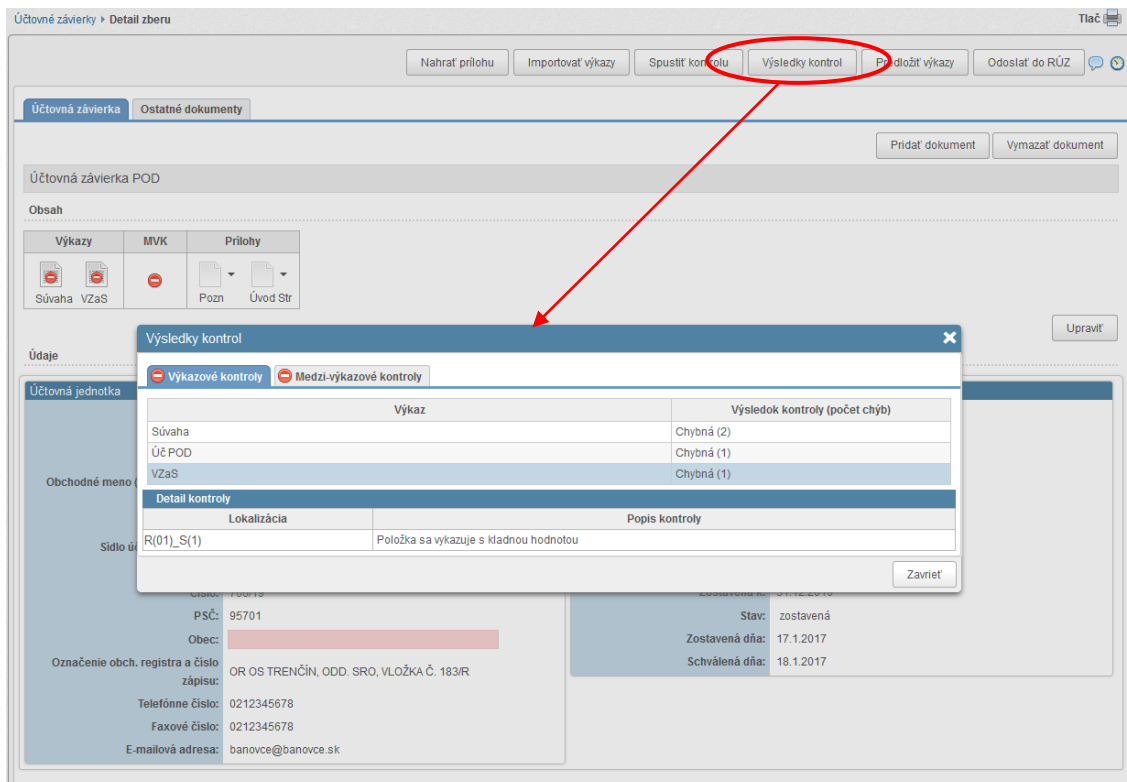 Účtovné závierky ▸ Detail zberu
Tlač
Nahrať prílohu
Importovať výkazy
Spustiť kontrolu
Výsledky kontrol
Predložiť výkazy
Odoslať do RÚZ
Účtovná závierka
Ostatné dokumenty
Pridať dokument
Vymazať dokument
Účtovná závierka POD
Obsah
Výkazy
MVK
Prílohy
Súvaha
VZaS
Pozn
Úvod Str
Upraviť
Údaje
Účtovná jednotka
Obchodné meno
Výsledky kontrol
Výkazové kontroly
Medzi-výkazové kontroly
Výkaz
Výsledok kontroly (počet chýb)
Súvaha
Chybná (2)
Úč POD
Chybná (1)
VZaS
Chybná (1)
Detail kontroly
Lokalizácia
Popis kontroly
R(01)_S(1)
Položka sa vykazuje s kladnou hodnotou
Zavrieť
Sídlo
Číslo:
PSČ: 95701
Obec:
Označenie obch. registra a číslo
zápisu:
OR OS TRENČÍN, ODD. SRO, VLOŽKA Č. 183/R
Telefónne číslo: 0212345678
Faxové číslo: 0212345678
E-mailová adresa: banovce@banovce.sk
Zostavená k:
Stav: zostavená
Zostavená dňa: 17.1.2017
Schválená dňa: 18.1.2017